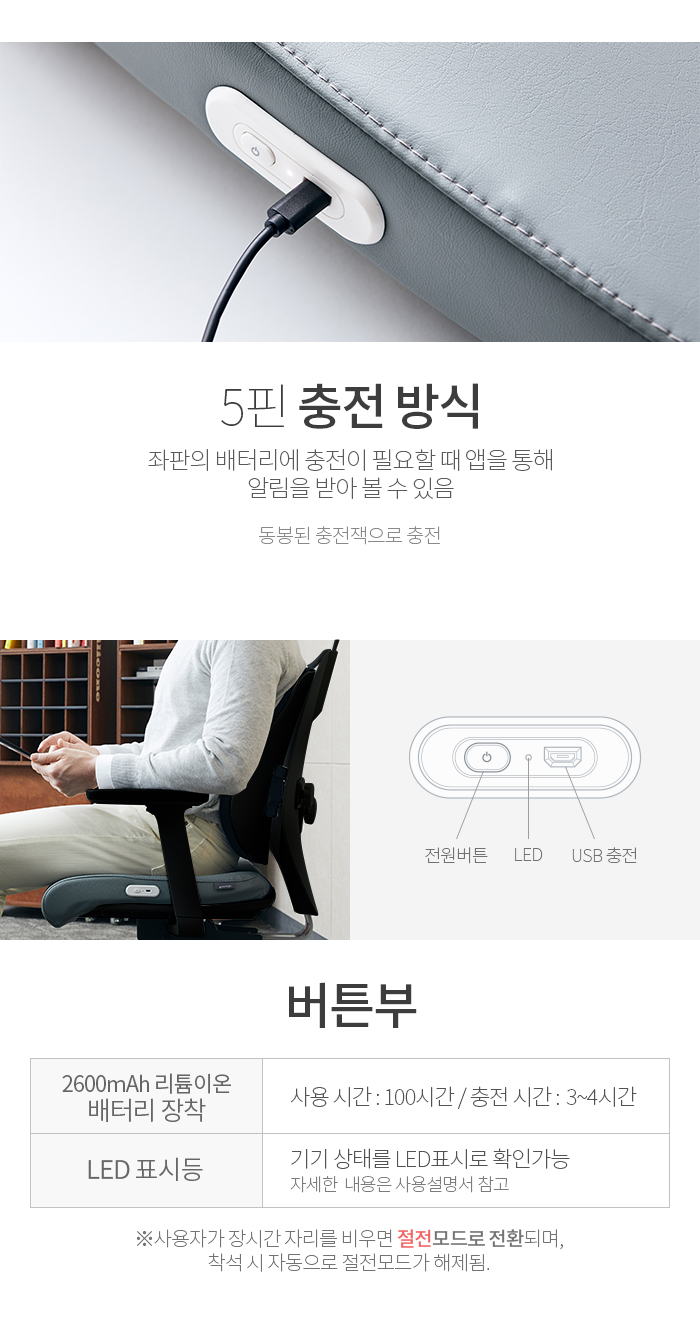 5핀 충전 방식
좌판의 배터리에 충전이 필요할 때 앱을 통해
알림을 받아 볼 수 있음
동봉된 충전잭으로 충전
전원버튼 LED USB 충전
버튼부
2600mAh 리튬이온
배터리 장착
사용 시간 : 100시간 / 충전 시간 : 3~4시간
LED 표시등
기기 상태를 LED표시로 확인가능
자세한 내용은 사용설명서 참고
※사용자가 장시간 자리를 비우면 절전모드로 전환되며,
착석 시 자동으로 절전모드가 해제됨.